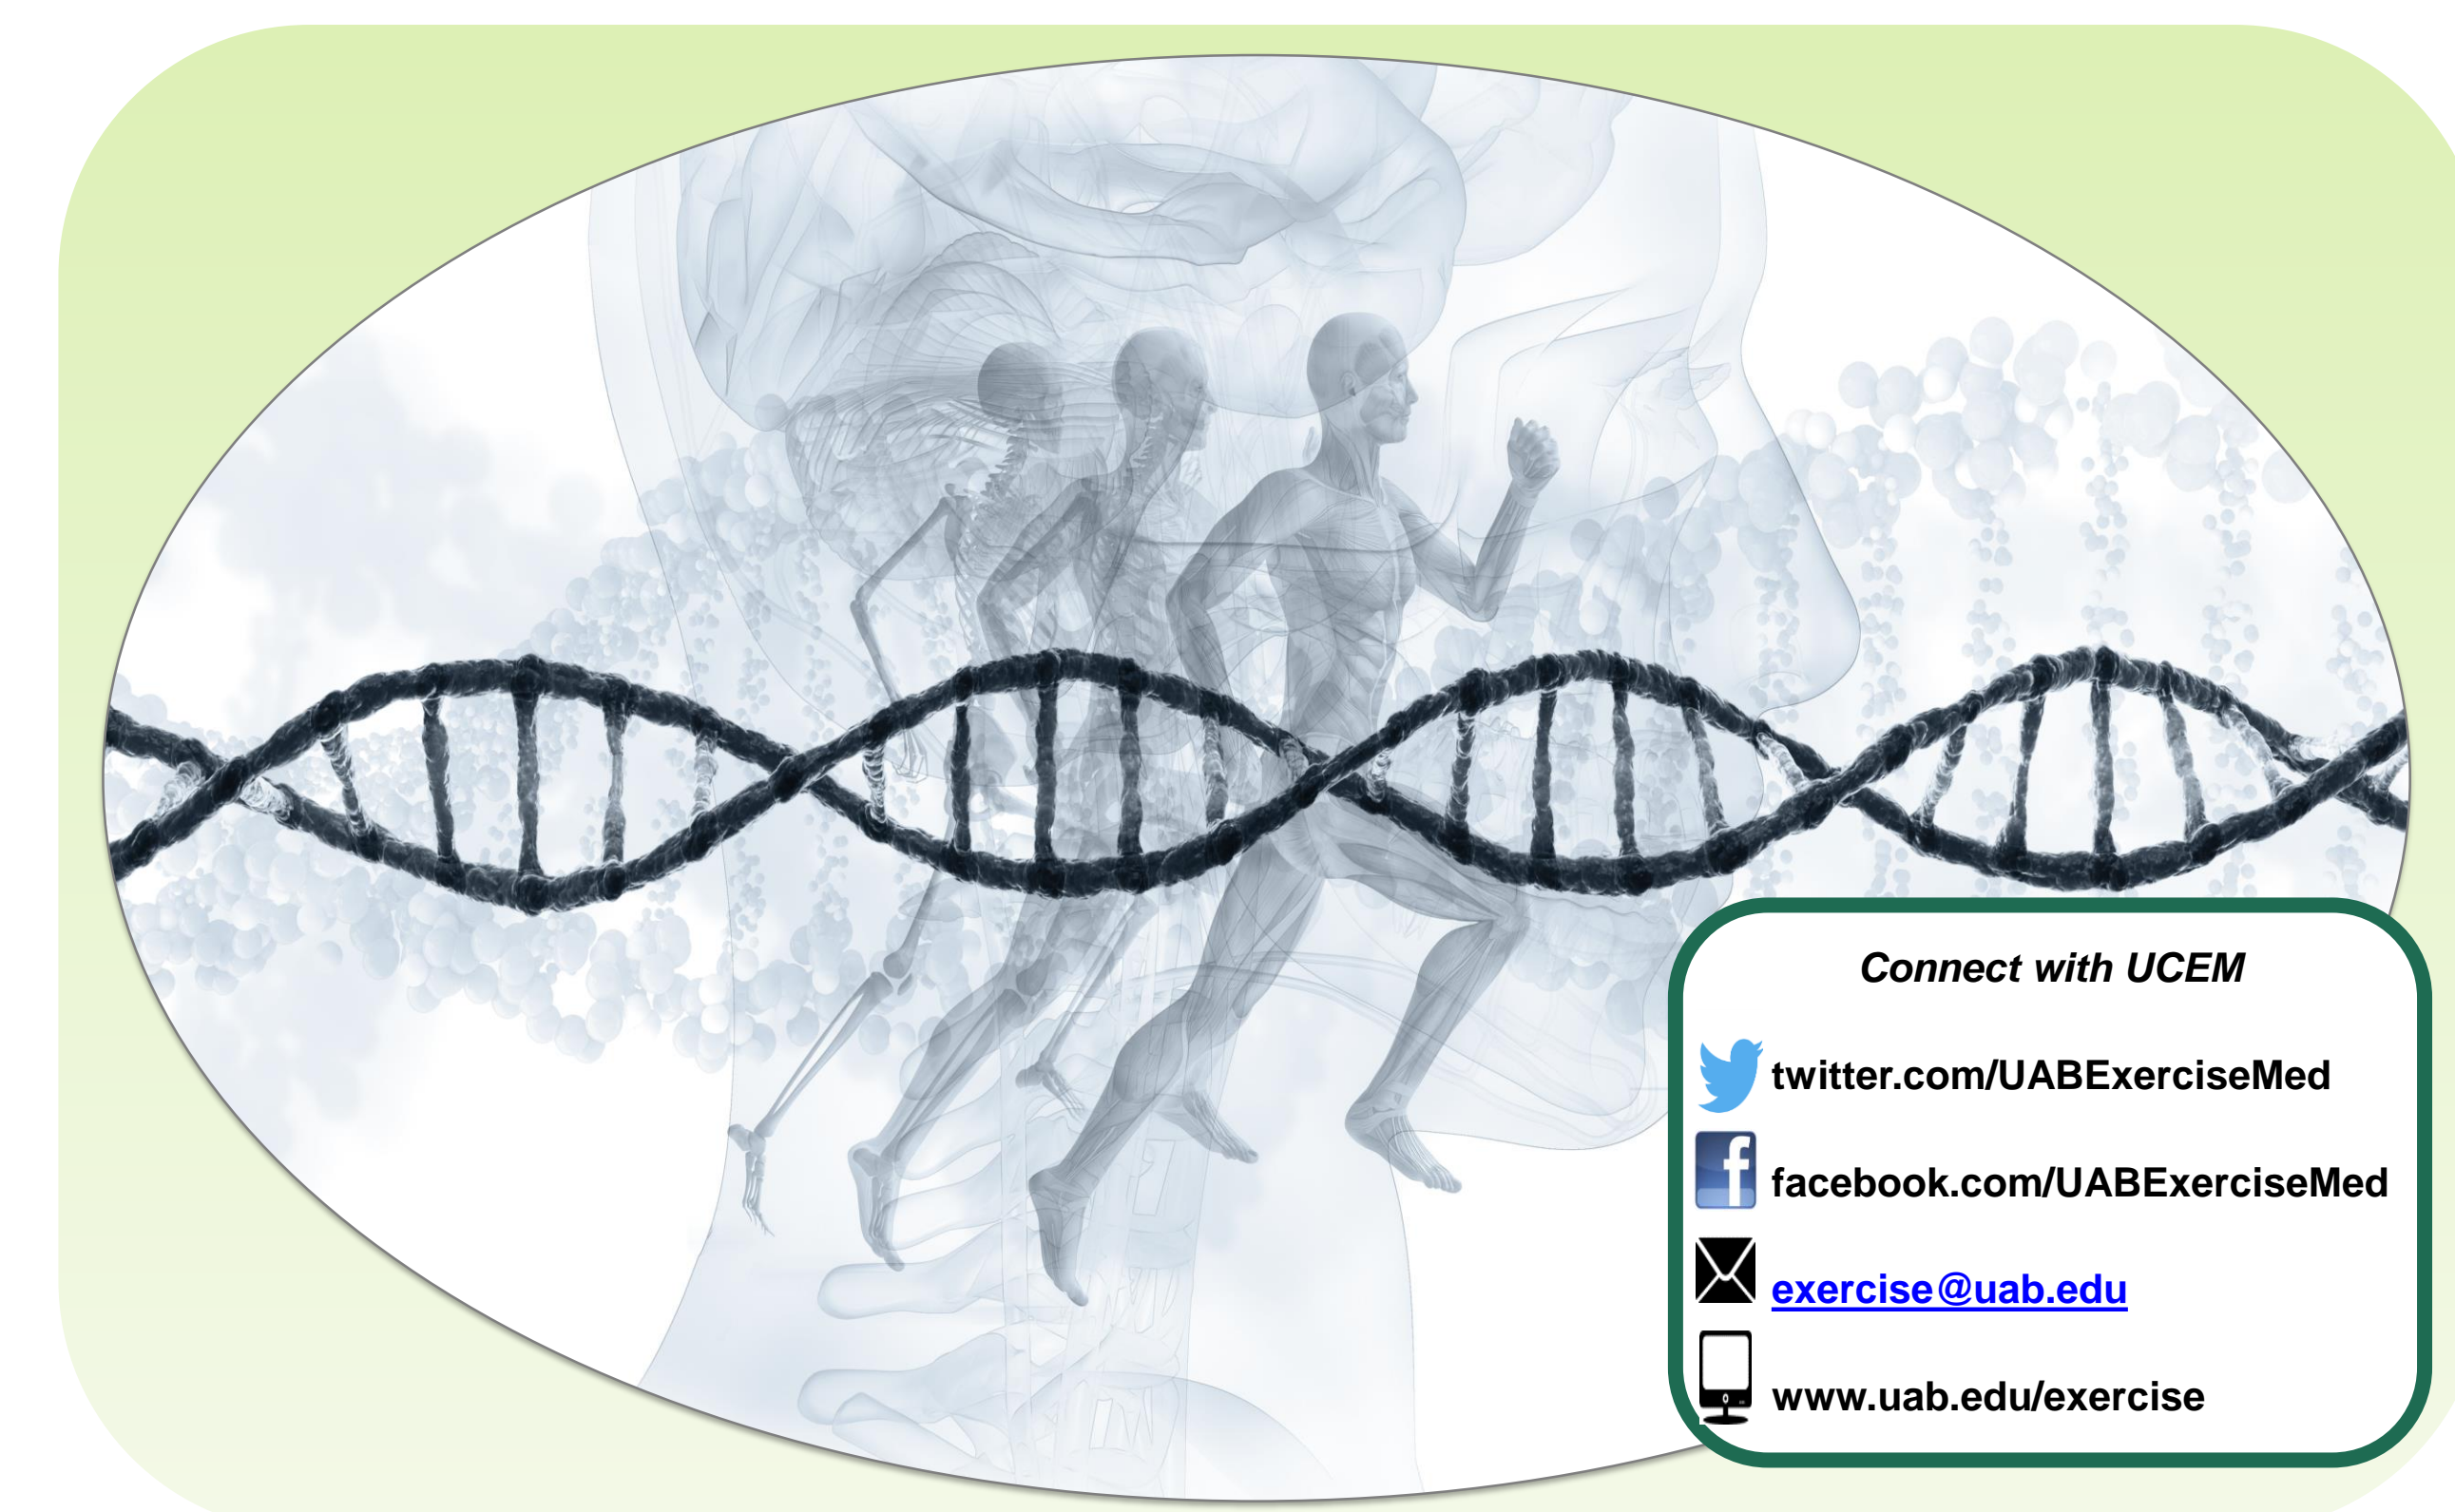 Connect with UCEM
twitter.com/UABExerciseMed
facebook.com/UABExerciseMed
exercise@uab.edu
www.uab.edu/exercise